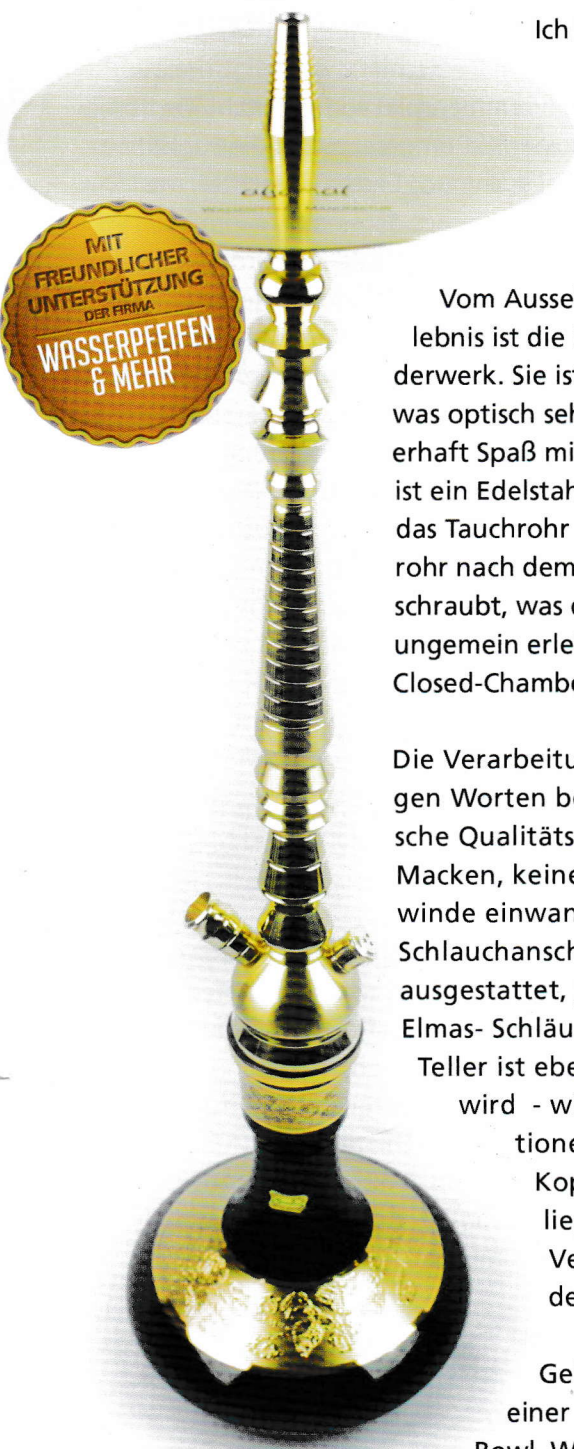 Ich
MIT
FREUNDLICHER
UNTERSTÜTZUNG
DER FIRMA
WASSERPFEIFEN
& MEHR
Vom Ausse
lebnis ist die
derwerk. Sie ist
was optisch seh
erhaft Spaß mi
ist ein Edelstah
das Tauchrohr
rohr nach dem
schraubt, was
ungemein erle
Closed-Chambe
Die Verarbeitu
gen Worten be
sche Qualitäts
Macken, keine
winde einwan
Schlauchansch
ausgestattet,
Elmas- Schläu
Teller ist ebe
wird - w
tione
Kop
lie
Ve
de
Ge
einer